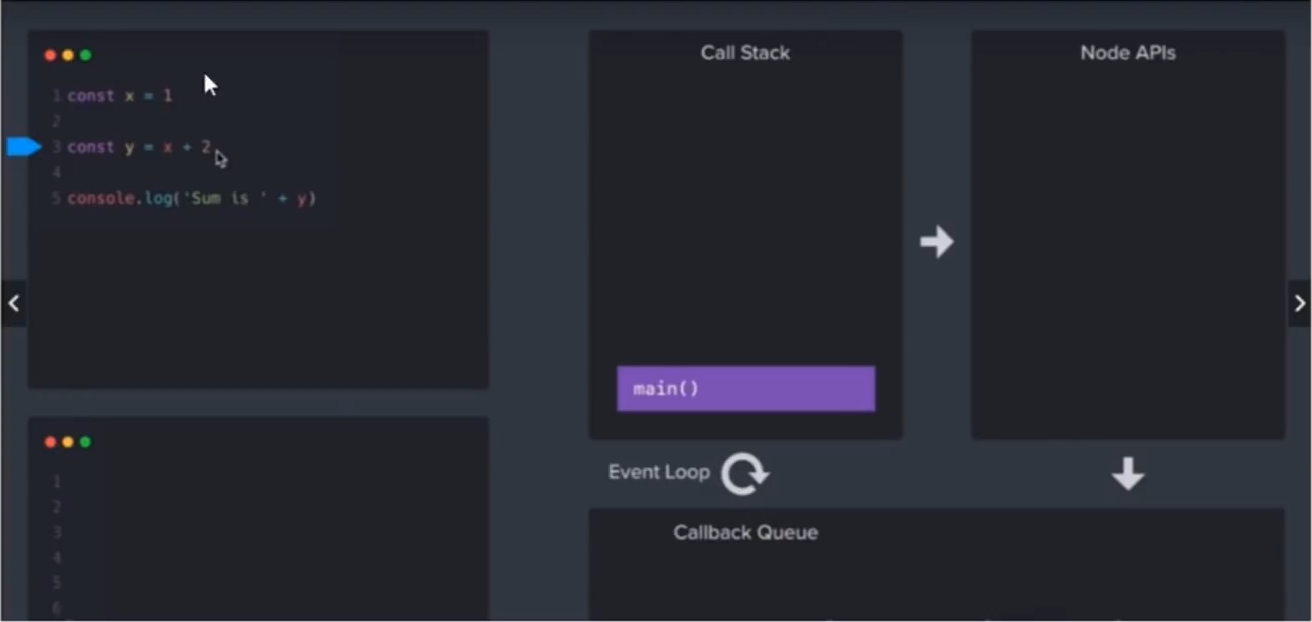 1 const x = 1
2
3 const y = x + 2
4
5 console.log('Sum is ' + y)
Call Stack
main()
Node APIs
Event Loop
Callback Queue
1
2
3
4
5
6